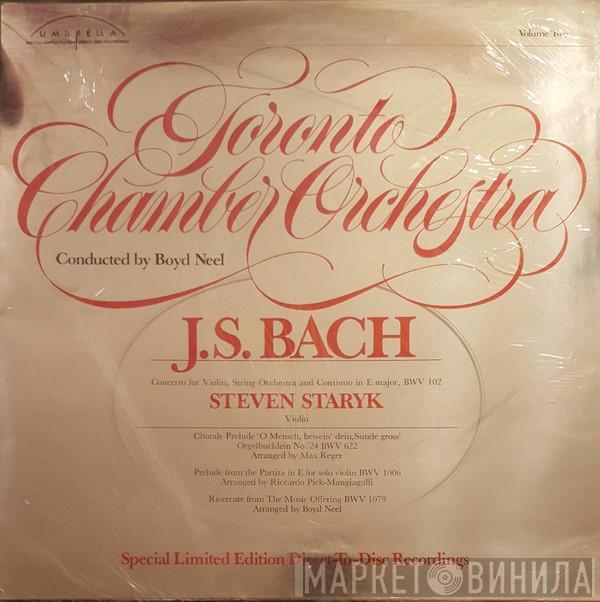 UMBRELLA
Volume Two
Toronto
Chamber Orchestra
Conducted by Boyd Neel
J.S. BACH
Concerto for Violin, String Orchestra and Continuo in E major, BWV 102
STEVEN STARYK
Violin
Chorale Prelude 'O Mensch, bewein' dein,Sunde gross'
Orgelbuchlein No. 24 BWV 622
Arranged by Max Reger
Prelude from the Partita in E for solo violin BWV 1006
Arranged by Riccardo Pick-Mangiagalli
Ricercare from The Music Offering BWV 1079
Arranged by Boyd Neel
Special Limited Edition Direct-To-Disc Recordings
МАРКЕТ ВИНИЛА